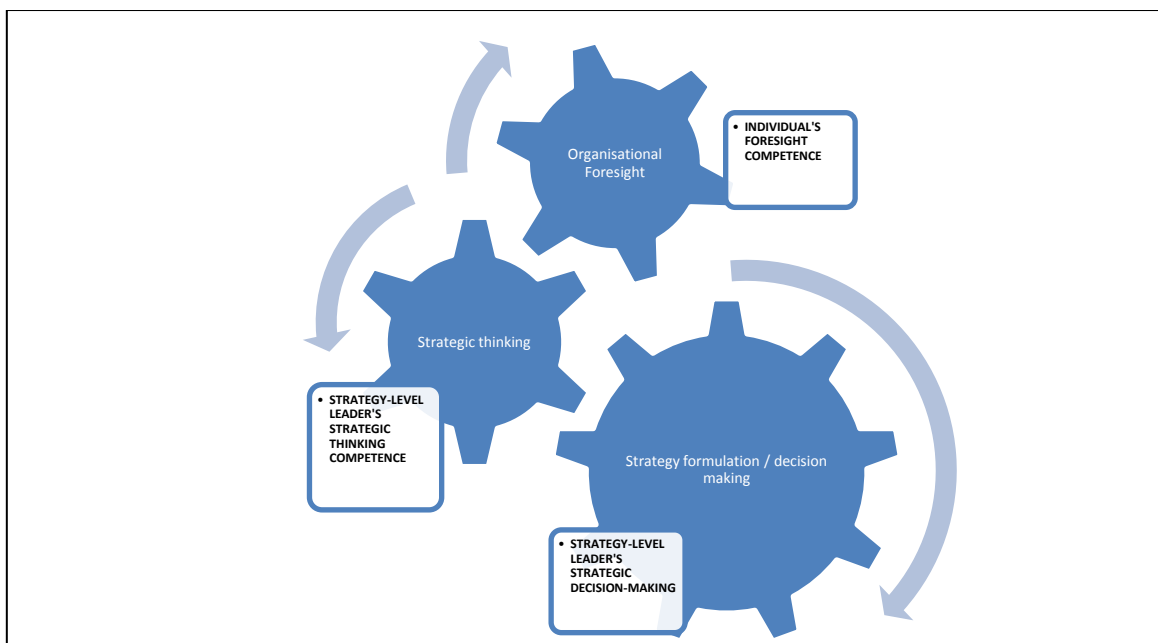 Organisational
Foresight
• INDIVIDUAL'S
FORESIGHT
COMPETENCE
Strategic thinking
• STRATEGY-LEVEL
LEADER'S
STRATEGIC
THINKING
COMPETENCE
Strategy formulation / decision
making
• STRATEGY-LEVEL
LEADER'S
STRATEGIC
DECISION-MAKING